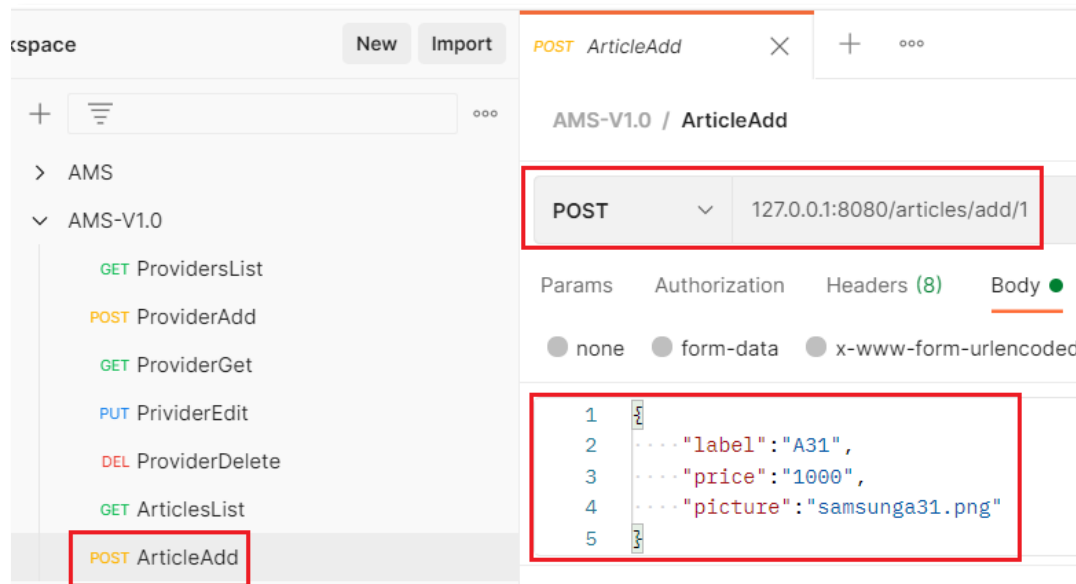 kspace
New
Import
AMS
AMS-V1.0
GET ProvidersList
POST ProviderAdd
GET ProviderGet
PUT PrividerEdit
DEL ProviderDelete
GET ArticlesList
POST ArticleAdd
POST ArticleAdd
AMS-V1.0 / ArticleAdd
POST 127.0.0.1:8080/articles/add/1
Params Authorization Headers (8) Body
none form-data x-www-form-urlencoded
1 {
2 ····"label":"A31",
3 ····"price":"1000",
4 ····"picture":"samsunga31.png"
5 }